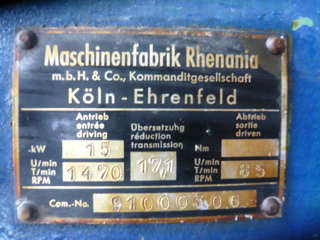 Maschinenfabrik Rhenania
m.b.H. & Co., Kommanditgesellschaft
Köln - Ehrenfeld
Antrieb entrée driving
Übersetzung réduction transmission
Abtrieb sortie driven
kW 15
17,1
Nm
U/min T/min RPM 1470
U/min T/min RPM 85
Com.-No. 91000306